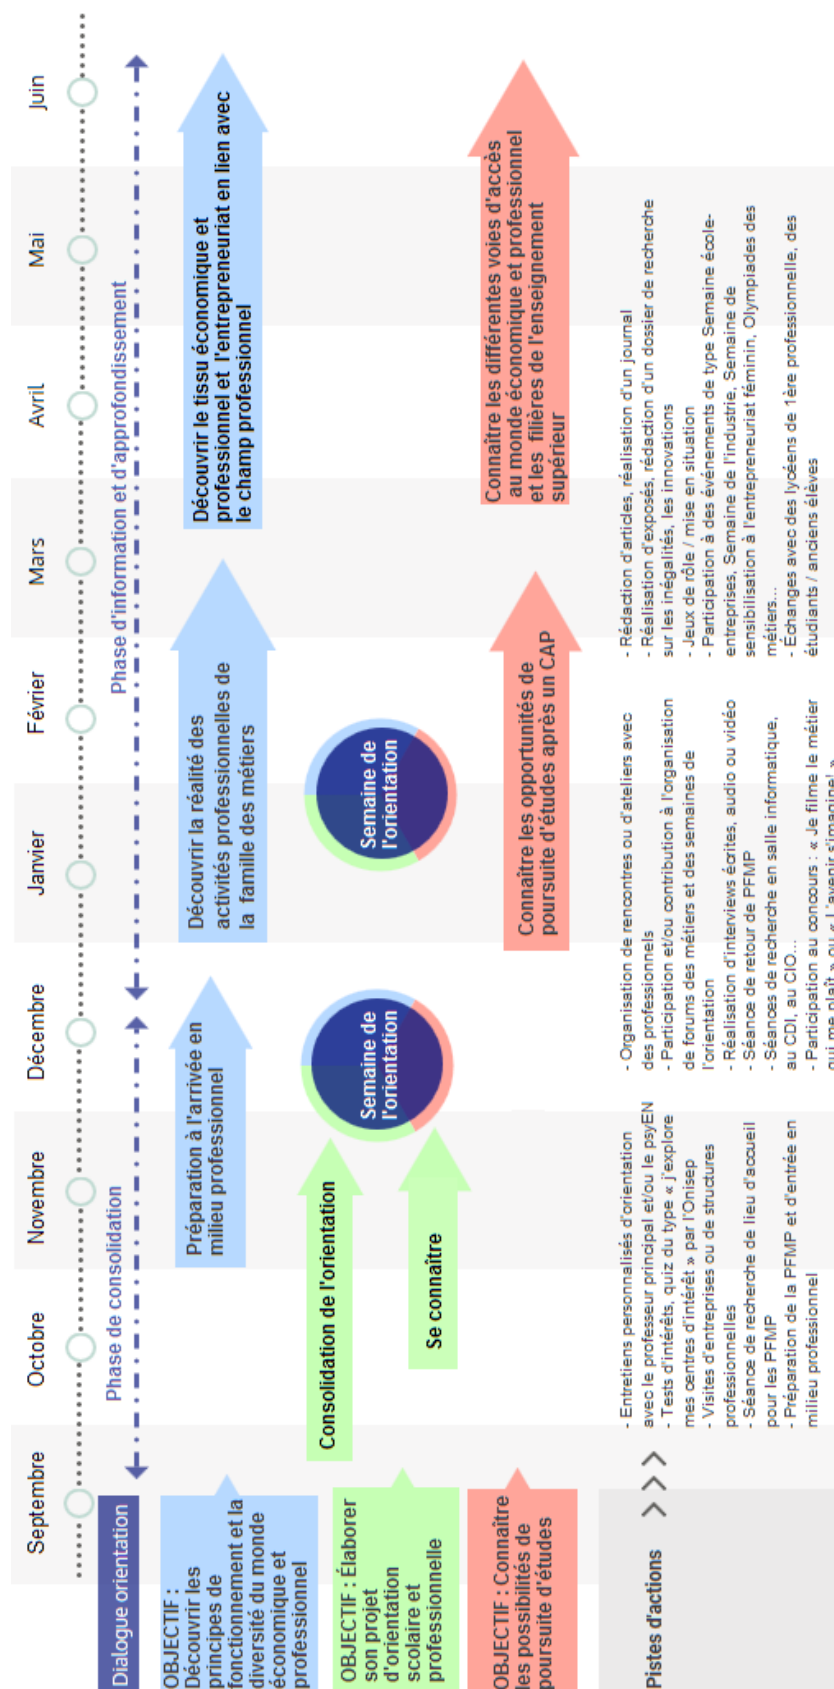 Septembre
Octobre
Novembre
Décembre
Janvier
Février
Mars
Avril
Mai
Juin
Dialogue orientation
Phase de consolidation
Phase d'information et d'approfondissement
OBJECTIF :
Découvrir les
principes de
fonctionnement et la
diversité du monde
économique et
professionnel
Préparation à l'arrivée en
milieu professionnel
Découvrir la réalité des
activités professionnelles de
la famille des métiers
Découvrir le tissu économique et
professionnel et l'entrepreneuriat en lien avec
le champ professionnel
OBJECTIF : Élaborer
son projet
d'orientation
scolaire et
professionnelle
Consolidation de l'orientation
Se connaître
Semaine de
l'orientation
Semaine de
l'orientation
OBJECTIF : Connaître
les possibilités de
poursuite d'études
Connaître les opportunités de
poursuite d'études après un CAP
Connaître les différentes voies d'accès
au monde économique et professionnel
et les filières de l'enseignement
supérieur
Pistes d'actions
- Entretiens personnalisés d'orientation
avec le professeur principal et/ou le psyEN
- Tests d'intérêts, quiz du type « j'explore
mes centres d'intérêt » par l'Onisep
- Visites d'entreprises ou de structures
professionnelles
- Séance de recherche de lieu d'accueil
pour les PFMP
- Préparation de la PFMP et d'entrée en
milieu professionnel
- Organisation de rencontres ou d'ateliers avec
des professionnels
- Participation et/ou contribution à l'organisation
de forums des métiers et des semaines de
l'orientation
- Réalisation d'interviews écrites, audio ou vidéo
- Séance de retour de PFMP
- Séances de recherche en salle informatique,
au CDI, au CIO...
- Participation au concours : « Je filme le métier
qui me plaît » ou « L'avenir s'imagine! »
- Rédaction d'articles, réalisation d'un journal
- Réalisation d'exposés, rédaction d'un dossier de recherche
sur les inégalités, les innovations
- Jeux de rôle / mise en situation
- Participation à des événements de type Semaine école-
entreprises, Semaine de l'industrie, Semaine de
sensibilisation à l'entrepreneuriat féminin, Olympiades des
métiers...
- Echanges avec des lycéens de 1ère professionnelle, des
étudiants / anciens élèves